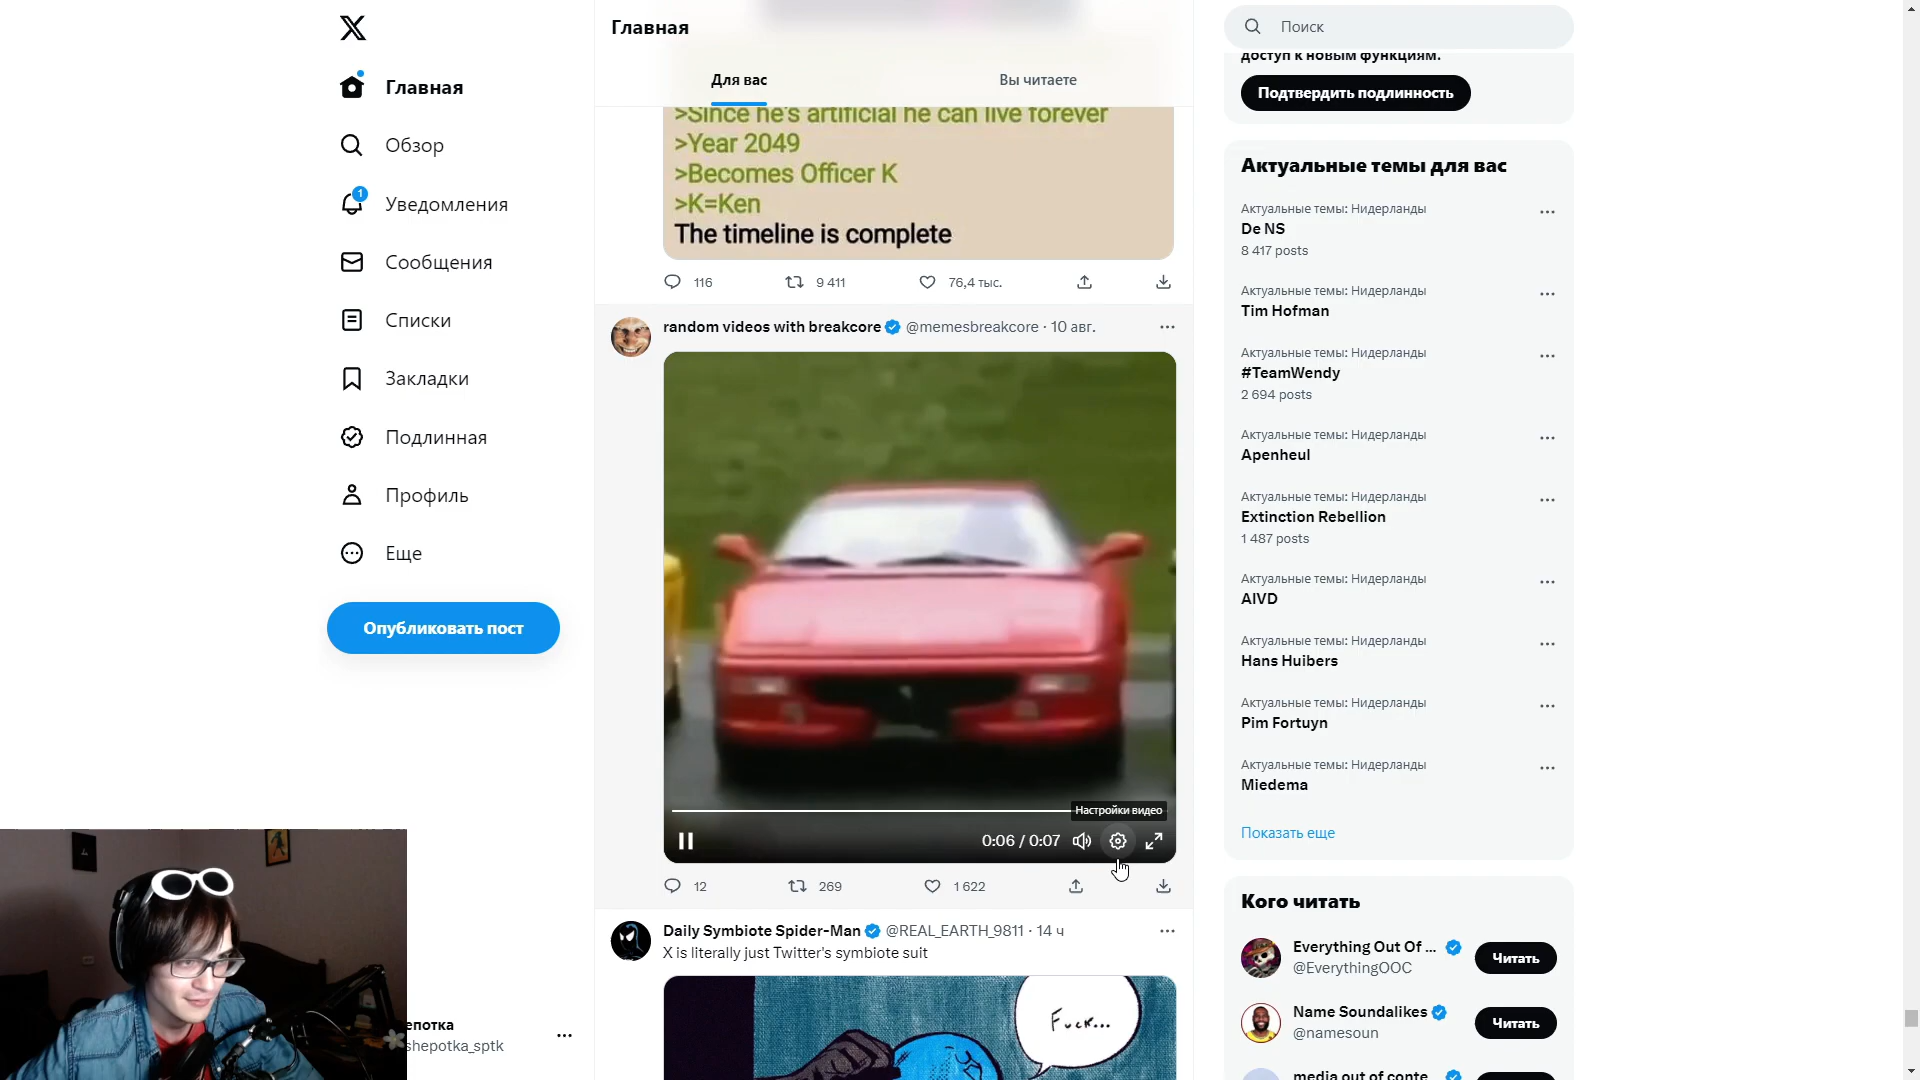 Главная
Обзор
1
Уведомления
Сообщения
Списки
Закладки
Подлинная
Профиль
Еще
Опубликовать пост
епотка
shepotka_sptk
Главная
Для вас
Вы читаете
>Since he's artificial he can live forever
>Year 2049
>Becomes Officer K
>K=Ken
The timeline is complete
116
9 411
76,4 тыс.
random videos with breakcore @memesbreakcore · 10 авг.
Настройки видео
0:06 / 0:07
12
269
1 622
Daily Symbiote Spider-Man @REAL_EARTH_9811 · 14 ч
X is literally just Twitter's symbiote suit
Fuck...
Поиск
доступ к новым функциям.
Подтвердить подлинность
Актуальные темы для вас
Актуальные темы: Нидерланды
De NS
8 417 posts
Актуальные темы: Нидерланды
Tim Hofman
Актуальные темы: Нидерланды
#TeamWendy
2 694 posts
Актуальные темы: Нидерланды
Apenheul
Актуальные темы: Нидерланды
Extinction Rebellion
1 487 posts
Актуальные темы: Нидерланды
AIVD
Актуальные темы: Нидерланды
Hans Huibers
Актуальные темы: Нидерланды
Pim Fortuyn
Актуальные темы: Нидерланды
Miedema
Показать еще
Кого читать
Everything Out Of ...
@EverythingOOC
Читать
Name Soundalikes
@namesoun
Читать
media out of conte